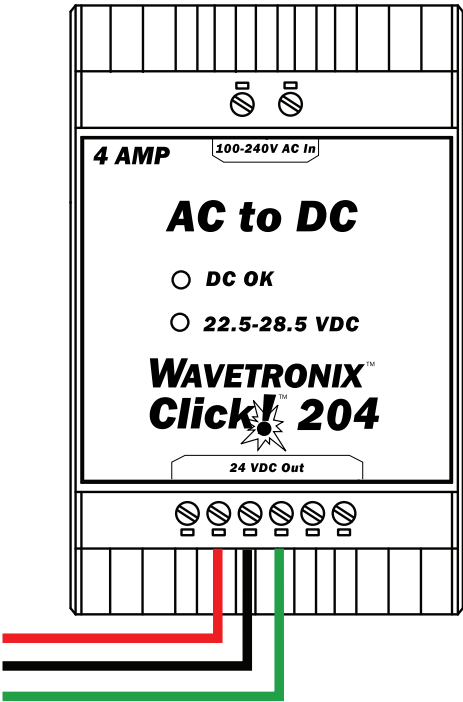 4 AMP
100-240V AC In
AC to DC
DC OK
22.5-28.5 VDC
WAVETRONIX™
Click!™ 204
24 VDC Out